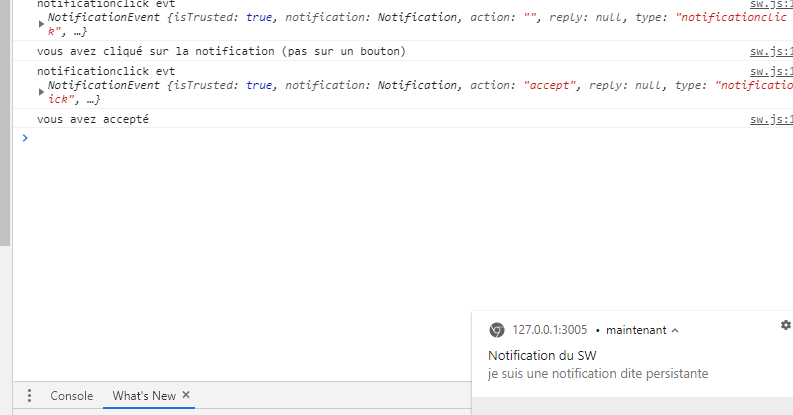 notificationclick evt
sw.js:1
NotificationEvent {isTrusted: true, notification: Notification, action: "", reply: null, type: "notificationclic
k", …}
vous avez cliqué sur la notification (pas sur un bouton)
sw.js:1
notificationclick evt
sw.js:1
NotificationEvent {isTrusted: true, notification: Notification, action: "accept", reply: null, type: "notificatio
ick", …}
vous avez accepté
sw.js:1
127.0.0.1:3005 • maintenant
Notification du SW
je suis une notification dite persistante
Console What's New